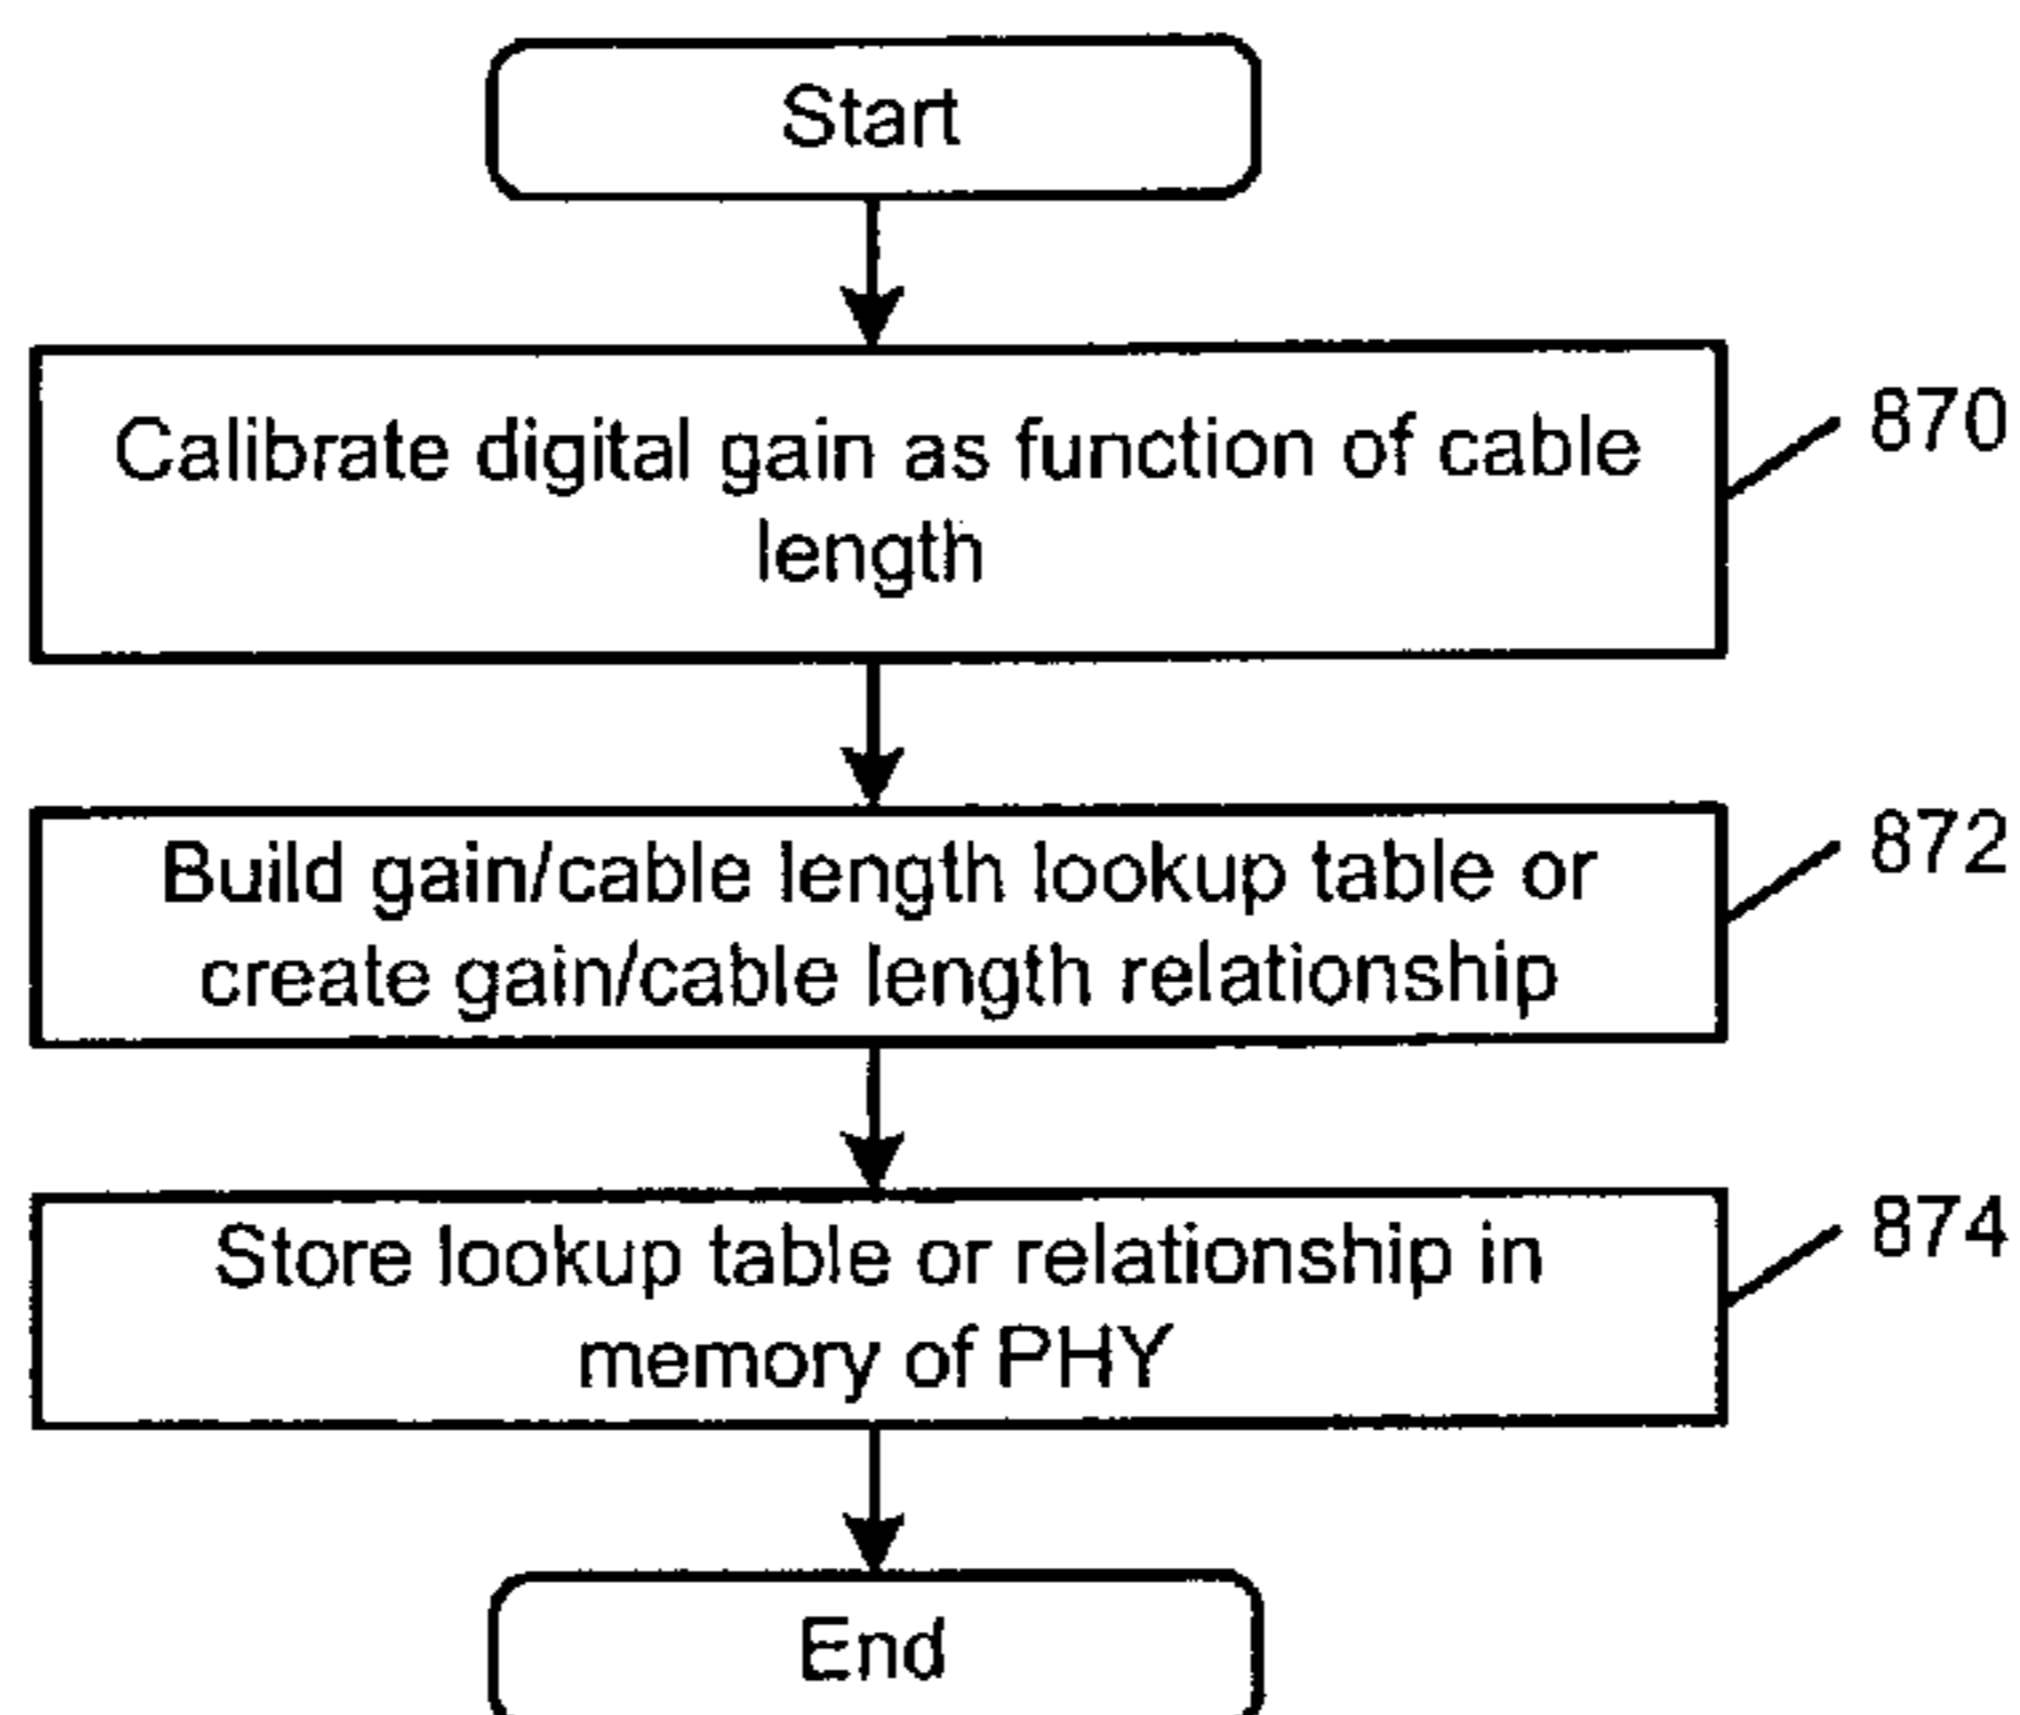 Start
Calibrate digital gain as function of cable
length
870
Build gain/cable length lookup table or
create gain/cable length relationship
872
Store lookup table or relationship in
memory of PHY
874
End